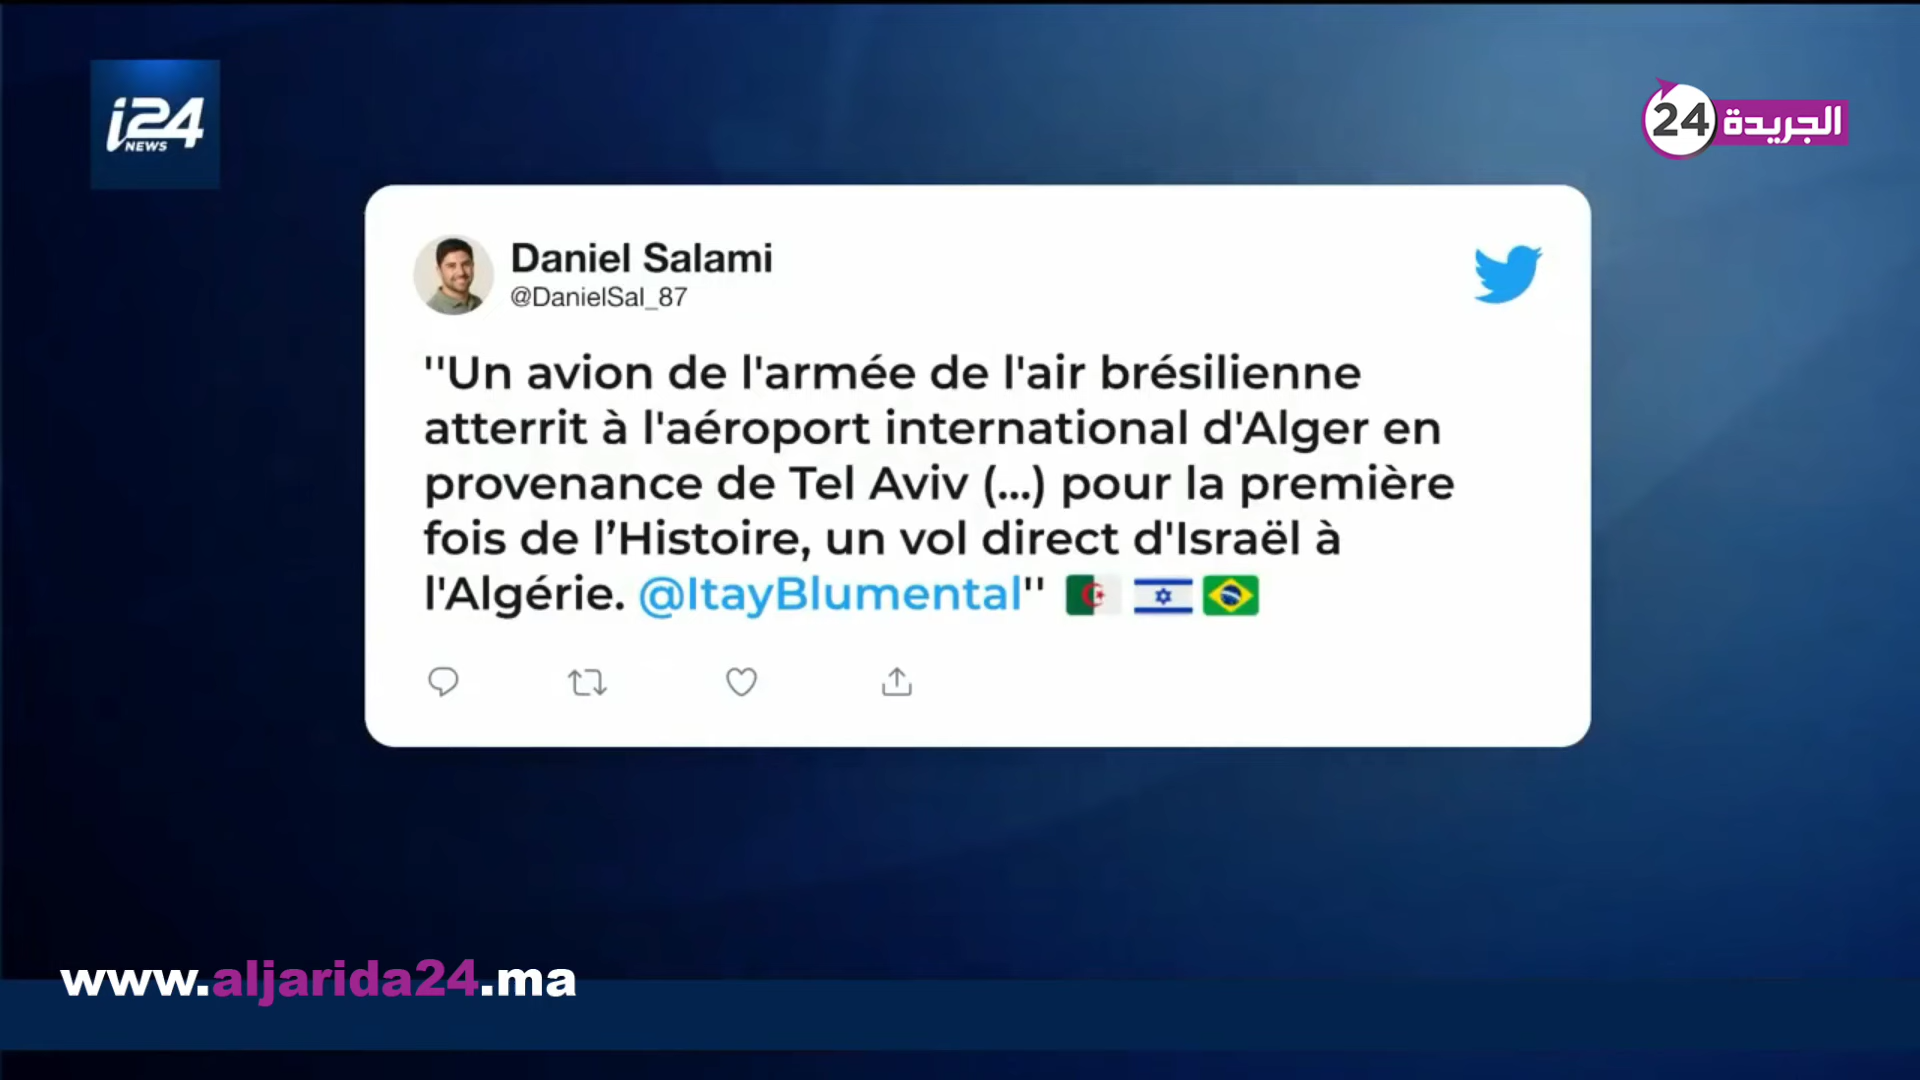 i24
NEWS
24 الجريدة
Daniel Salami
@DanielSal_87
''Un avion de l'armée de l'air brésilienne
atterrit à l'aéroport international d'Alger en
provenance de Tel Aviv (...) pour la première
fois de l’Histoire, un vol direct d'Israël à
l'Algérie. @ItayBlumental'' 🇩🇿 🇮🇱 🇧🇷
www.aljarida24.ma